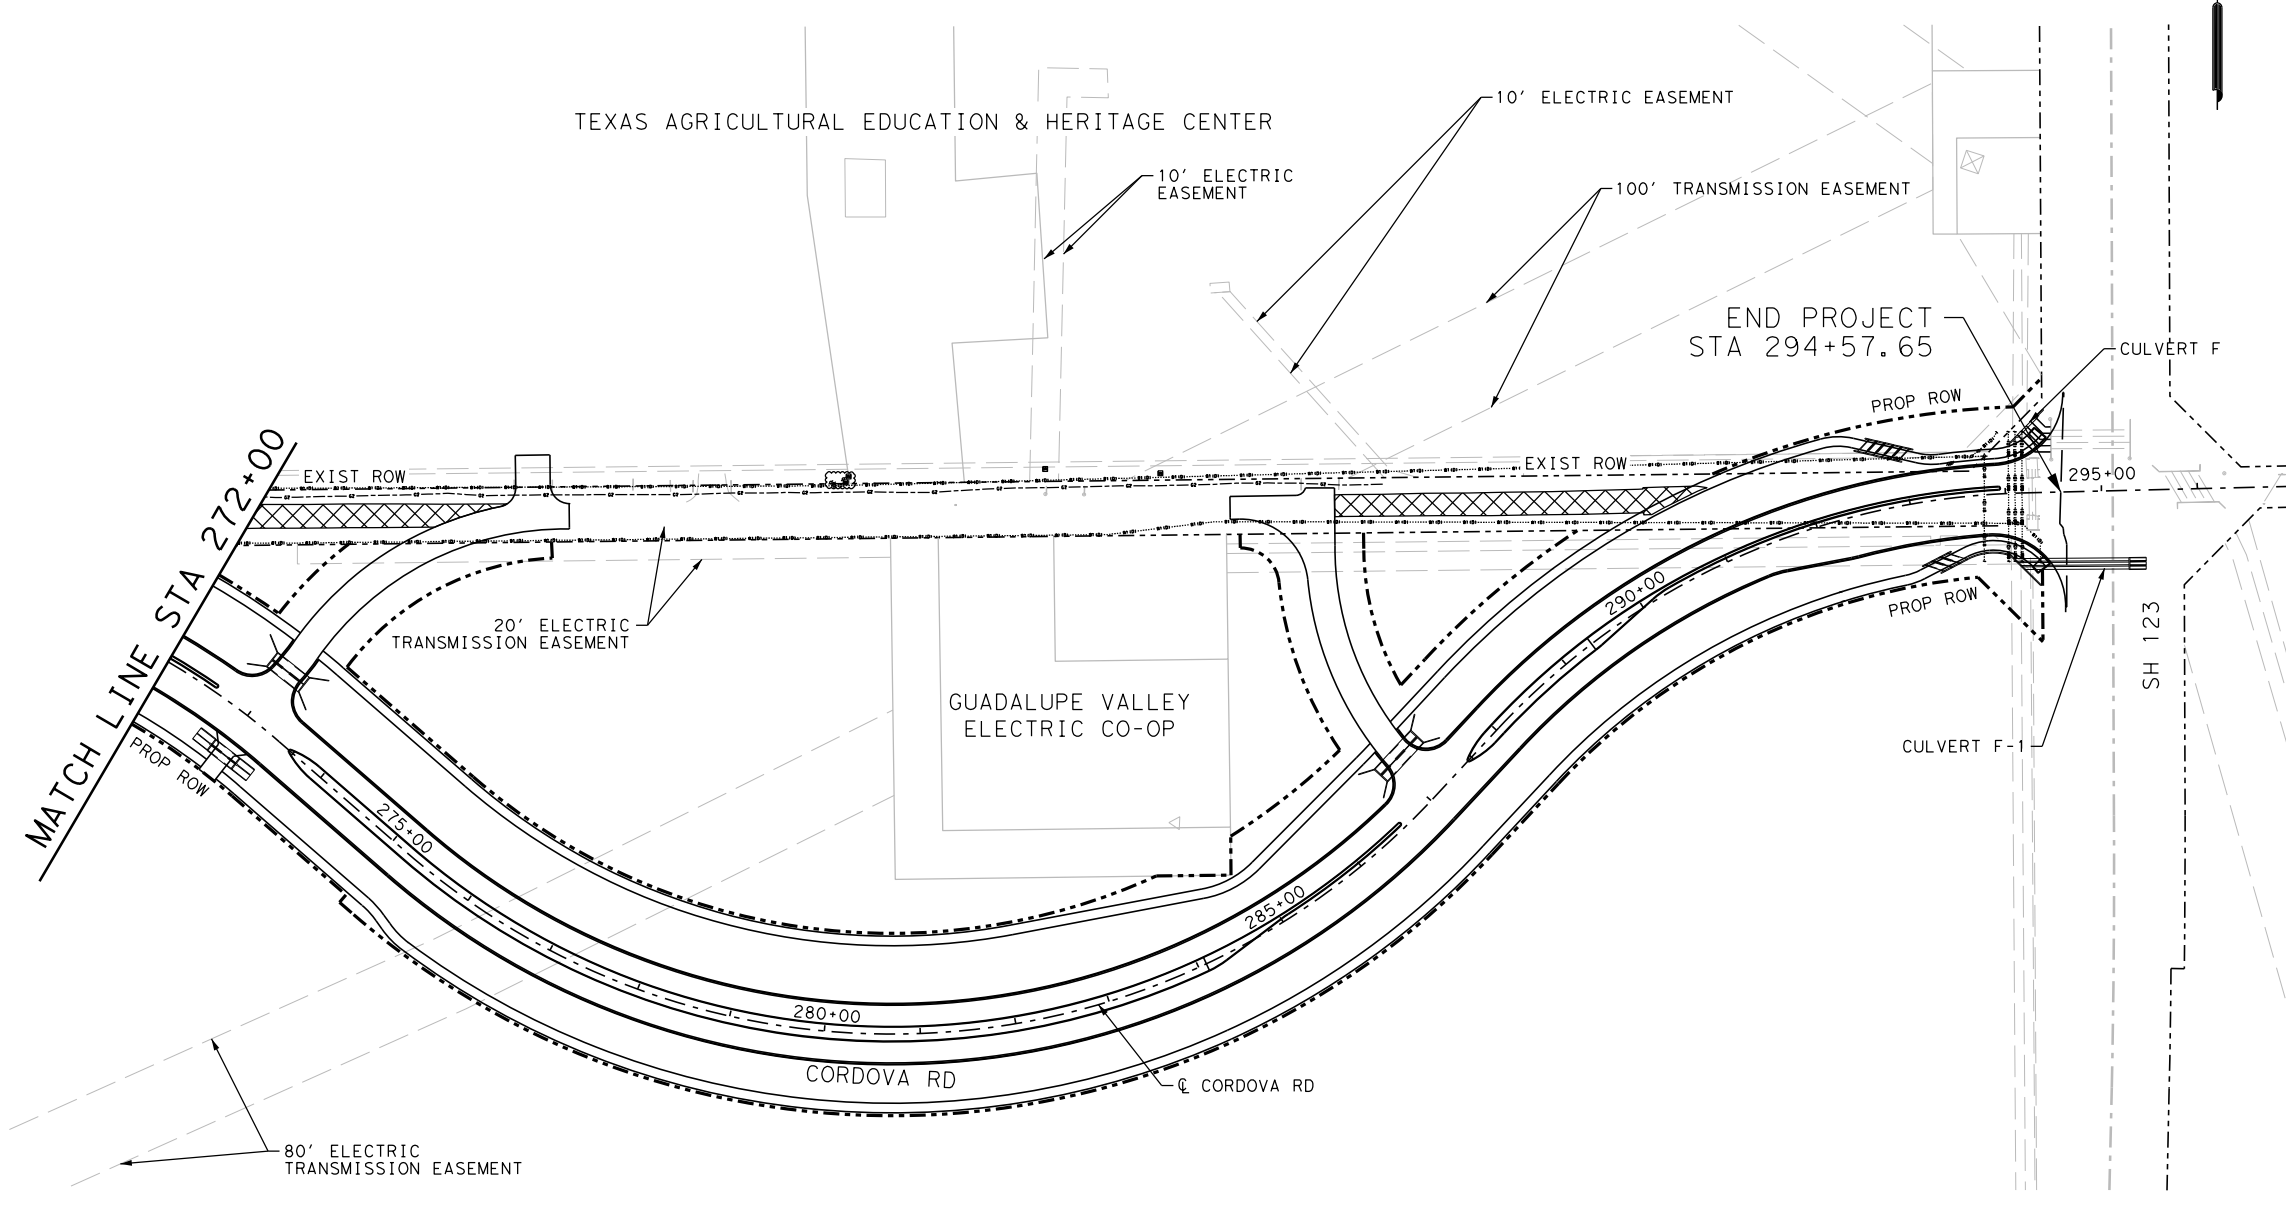 10' ELECTRIC EASEMENT
TEXAS AGRICULTURAL EDUCATION & HERITAGE CENTER
10' ELECTRIC
EASEMENT
100' TRANSMISSION EASEMENT
END PROJECT
STA 294+57.65
CULVERT F
PROP ROW
EXIST ROW
EXIST ROW
295+00
MATCH LINE STA 272+00
290+00
PROP ROW
20' ELECTRIC
TRANSMISSION EASEMENT
SH 123
GUADALUPE VALLEY
ELECTRIC CO-OP
CULVERT F-1
PROP ROW
275+00
285+00
280+00
CORDOVA RD
℄ CORDOVA RD
80' ELECTRIC
TRANSMISSION EASEMENT